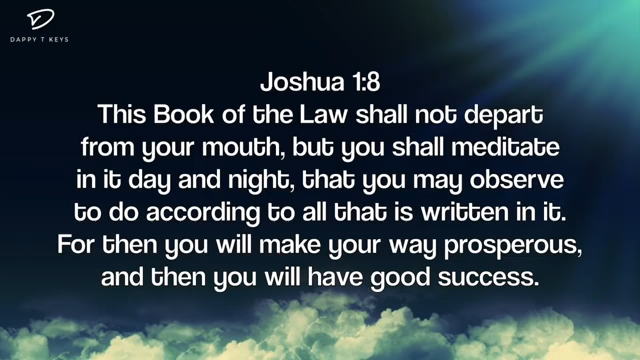 DAPPY T KEYS
Joshua 1:8
This Book of the Law shall not depart
from your mouth, but you shall meditate
in it day and night, that you may observe
to do according to all that is written in it.
For then you will make your way prosperous,
and then you will have good success.